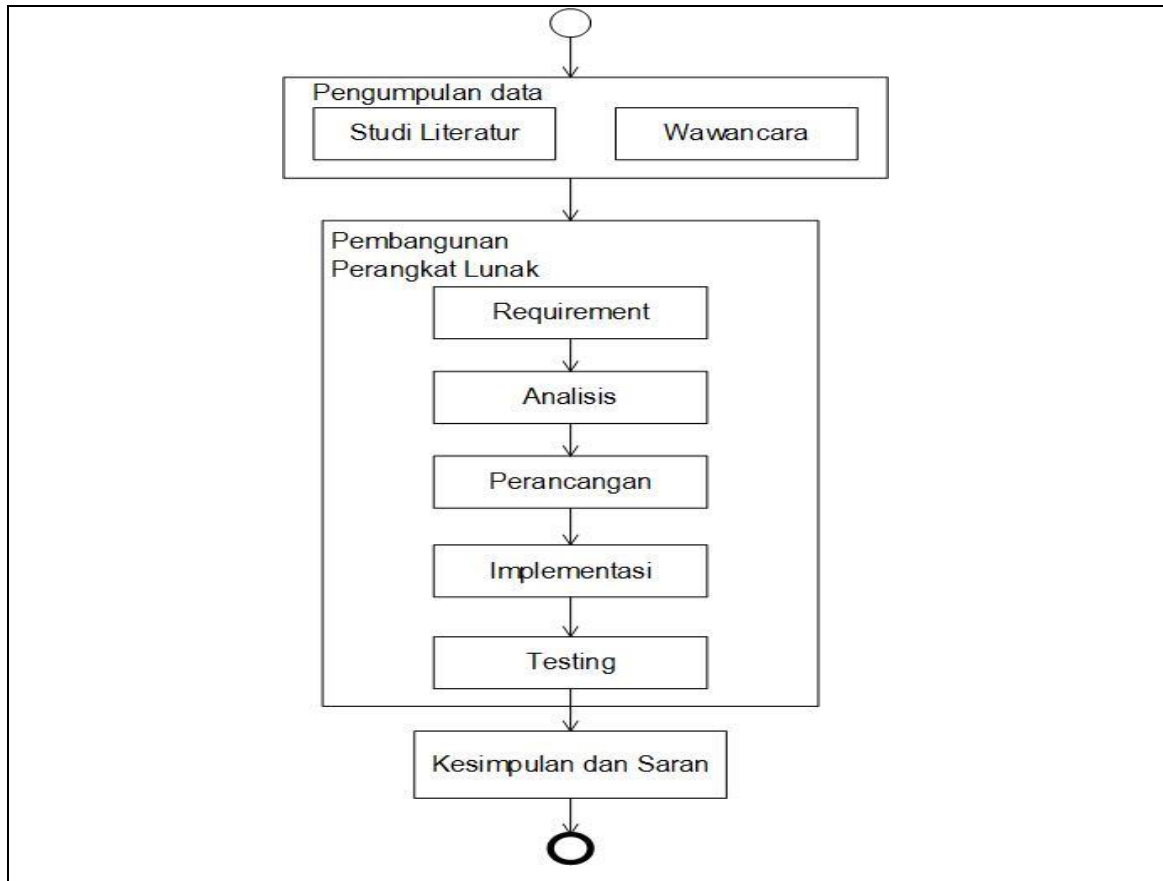 Pengumpulan data
Studi Literatur
Wawancara
Pembangunan
Perangkat Lunak
Requirement
Analisis
Perancangan
Implementasi
Testing
Kesimpulan dan Saran